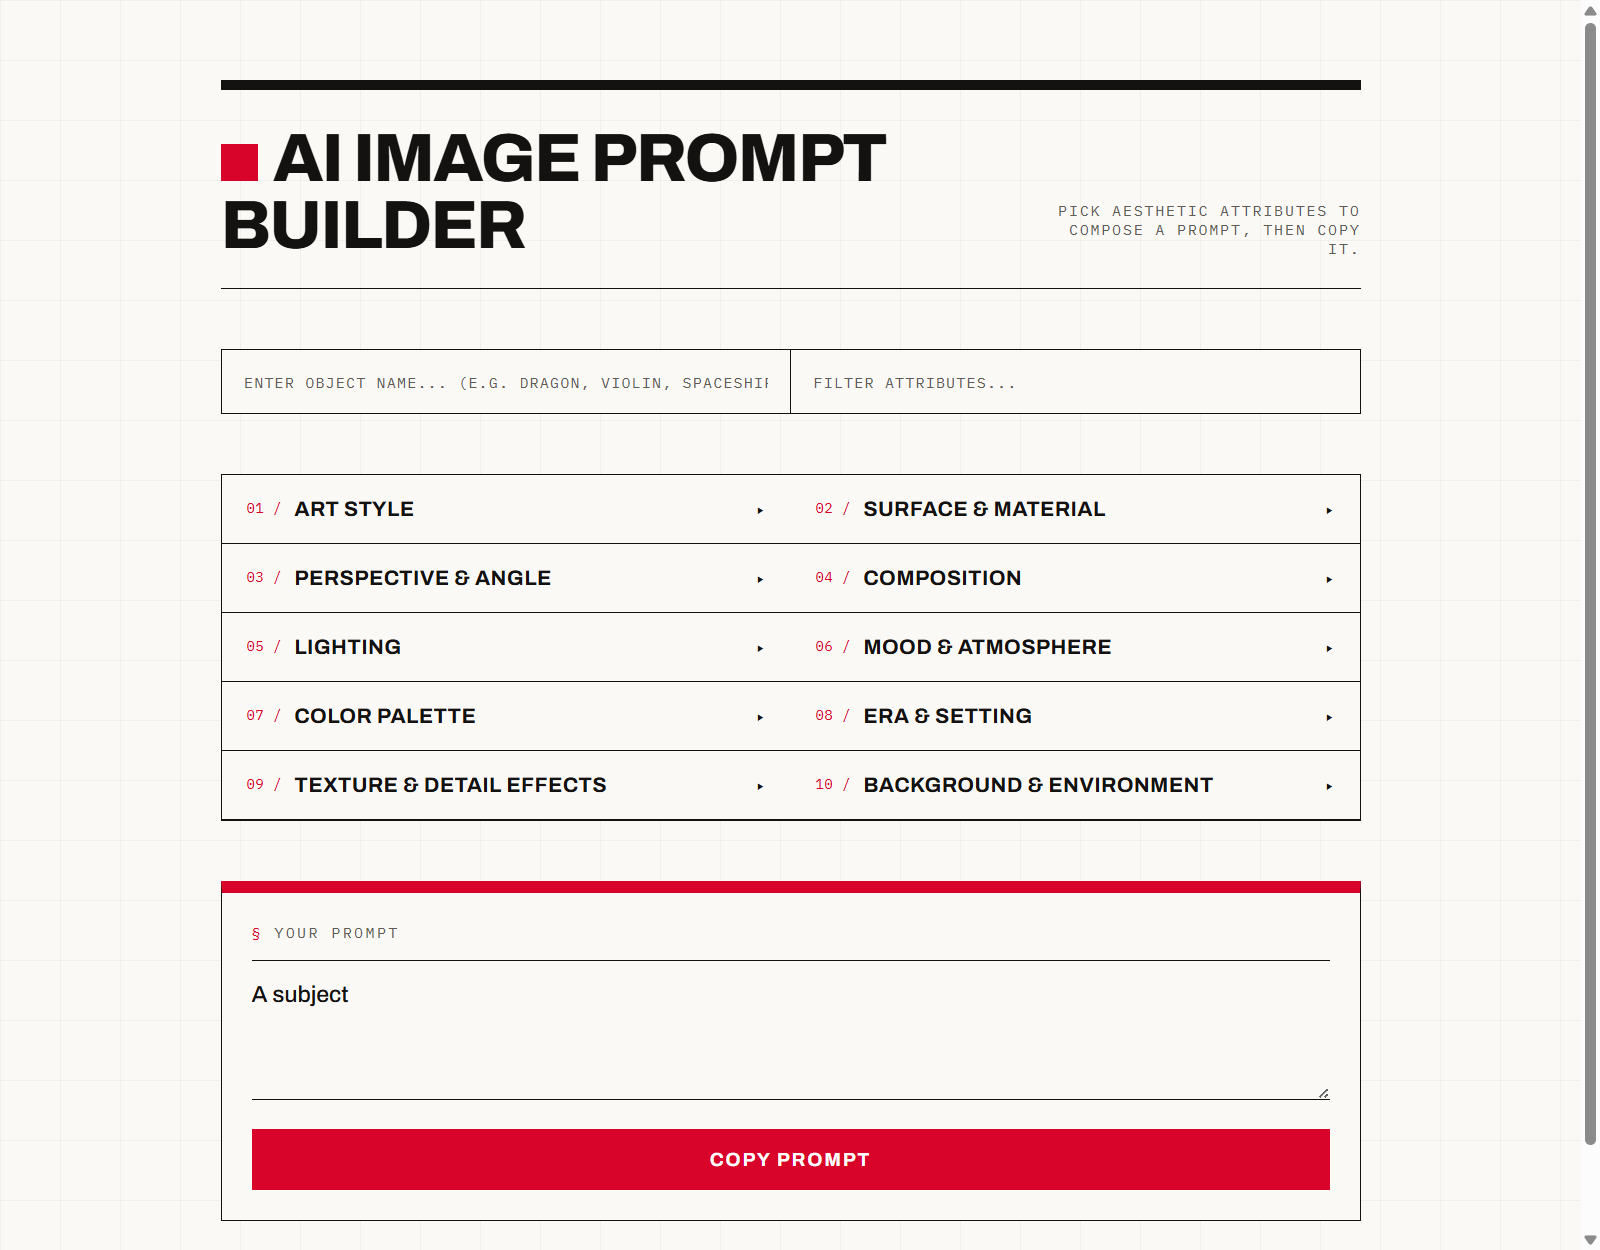 AI IMAGE PROMPT
BUILDER
PICK AESTHETIC ATTRIBUTES TO
COMPOSE A PROMPT, THEN COPY
IT.
ENTER OBJECT NAME... (E.G. DRAGON, VIOLIN, SPACESHIP
FILTER ATTRIBUTES...
01 / ART STYLE
02 / SURFACE & MATERIAL
03 / PERSPECTIVE & ANGLE
04 / COMPOSITION
05 / LIGHTING
06 / MOOD & ATMOSPHERE
07 / COLOR PALETTE
08 / ERA & SETTING
09 / TEXTURE & DETAIL EFFECTS
10 / BACKGROUND & ENVIRONMENT
§ YOUR PROMPT
A subject
COPY PROMPT